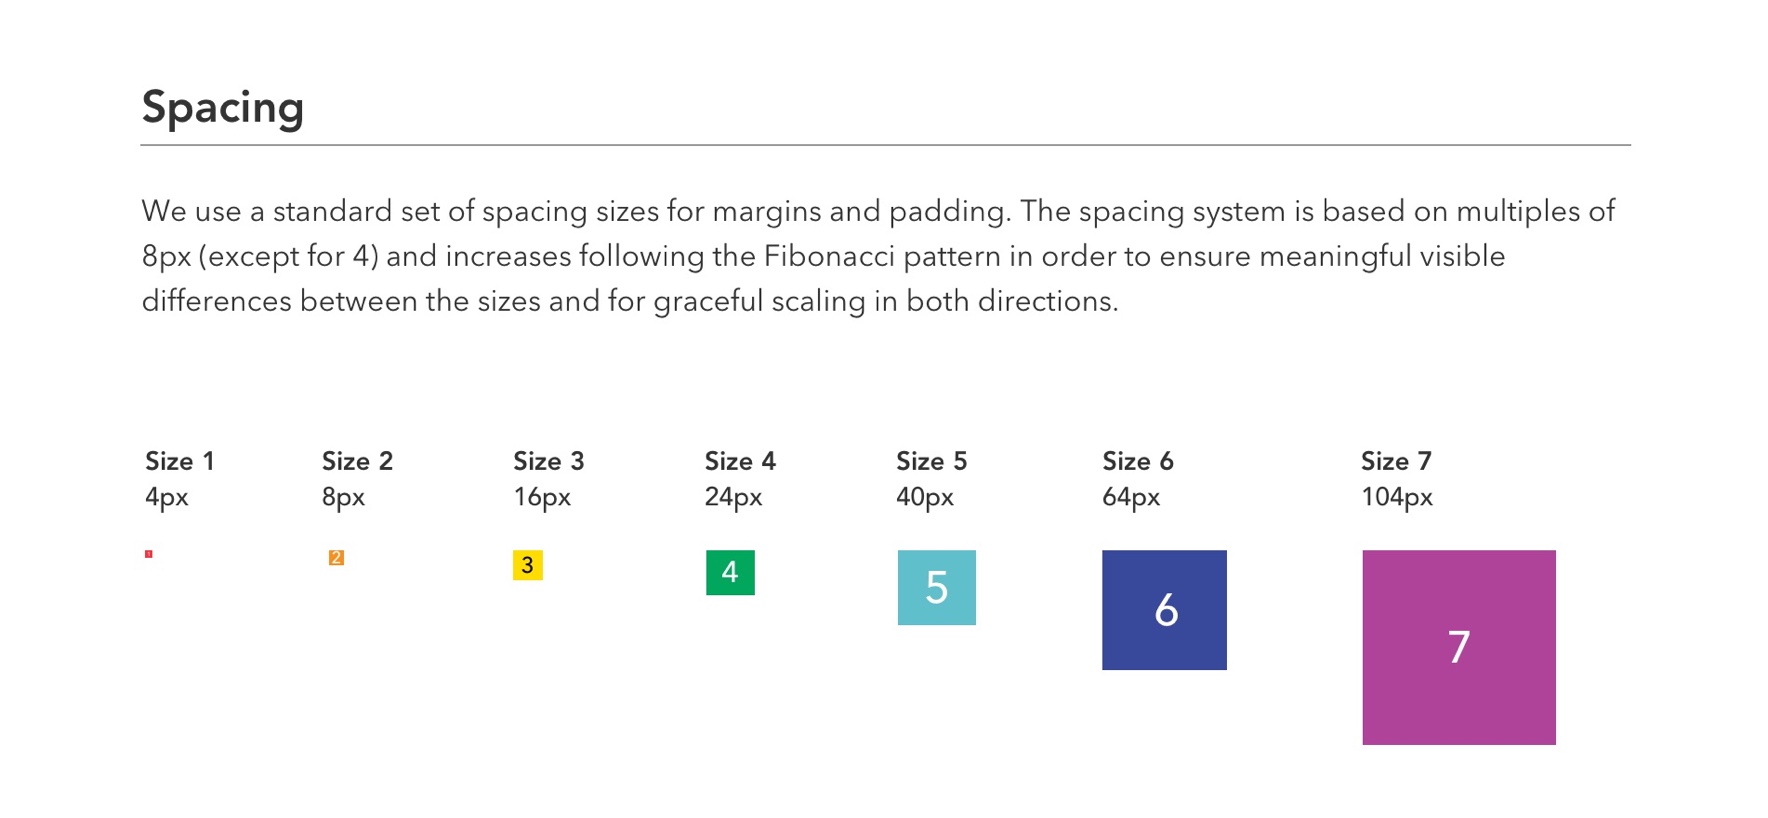 Spacing
We use a standard set of spacing sizes for margins and padding. The spacing system is based on multiples of
8px (except for 4) and increases following the Fibonacci pattern in order to ensure meaningful visible
differences between the sizes and for graceful scaling in both directions.
Size 1
4px
Size 2
8px
Size 3
16px
Size 4
24px
Size 5
40px
Size 6
64px
Size 7
104px
1
2
3
4
5
6
7